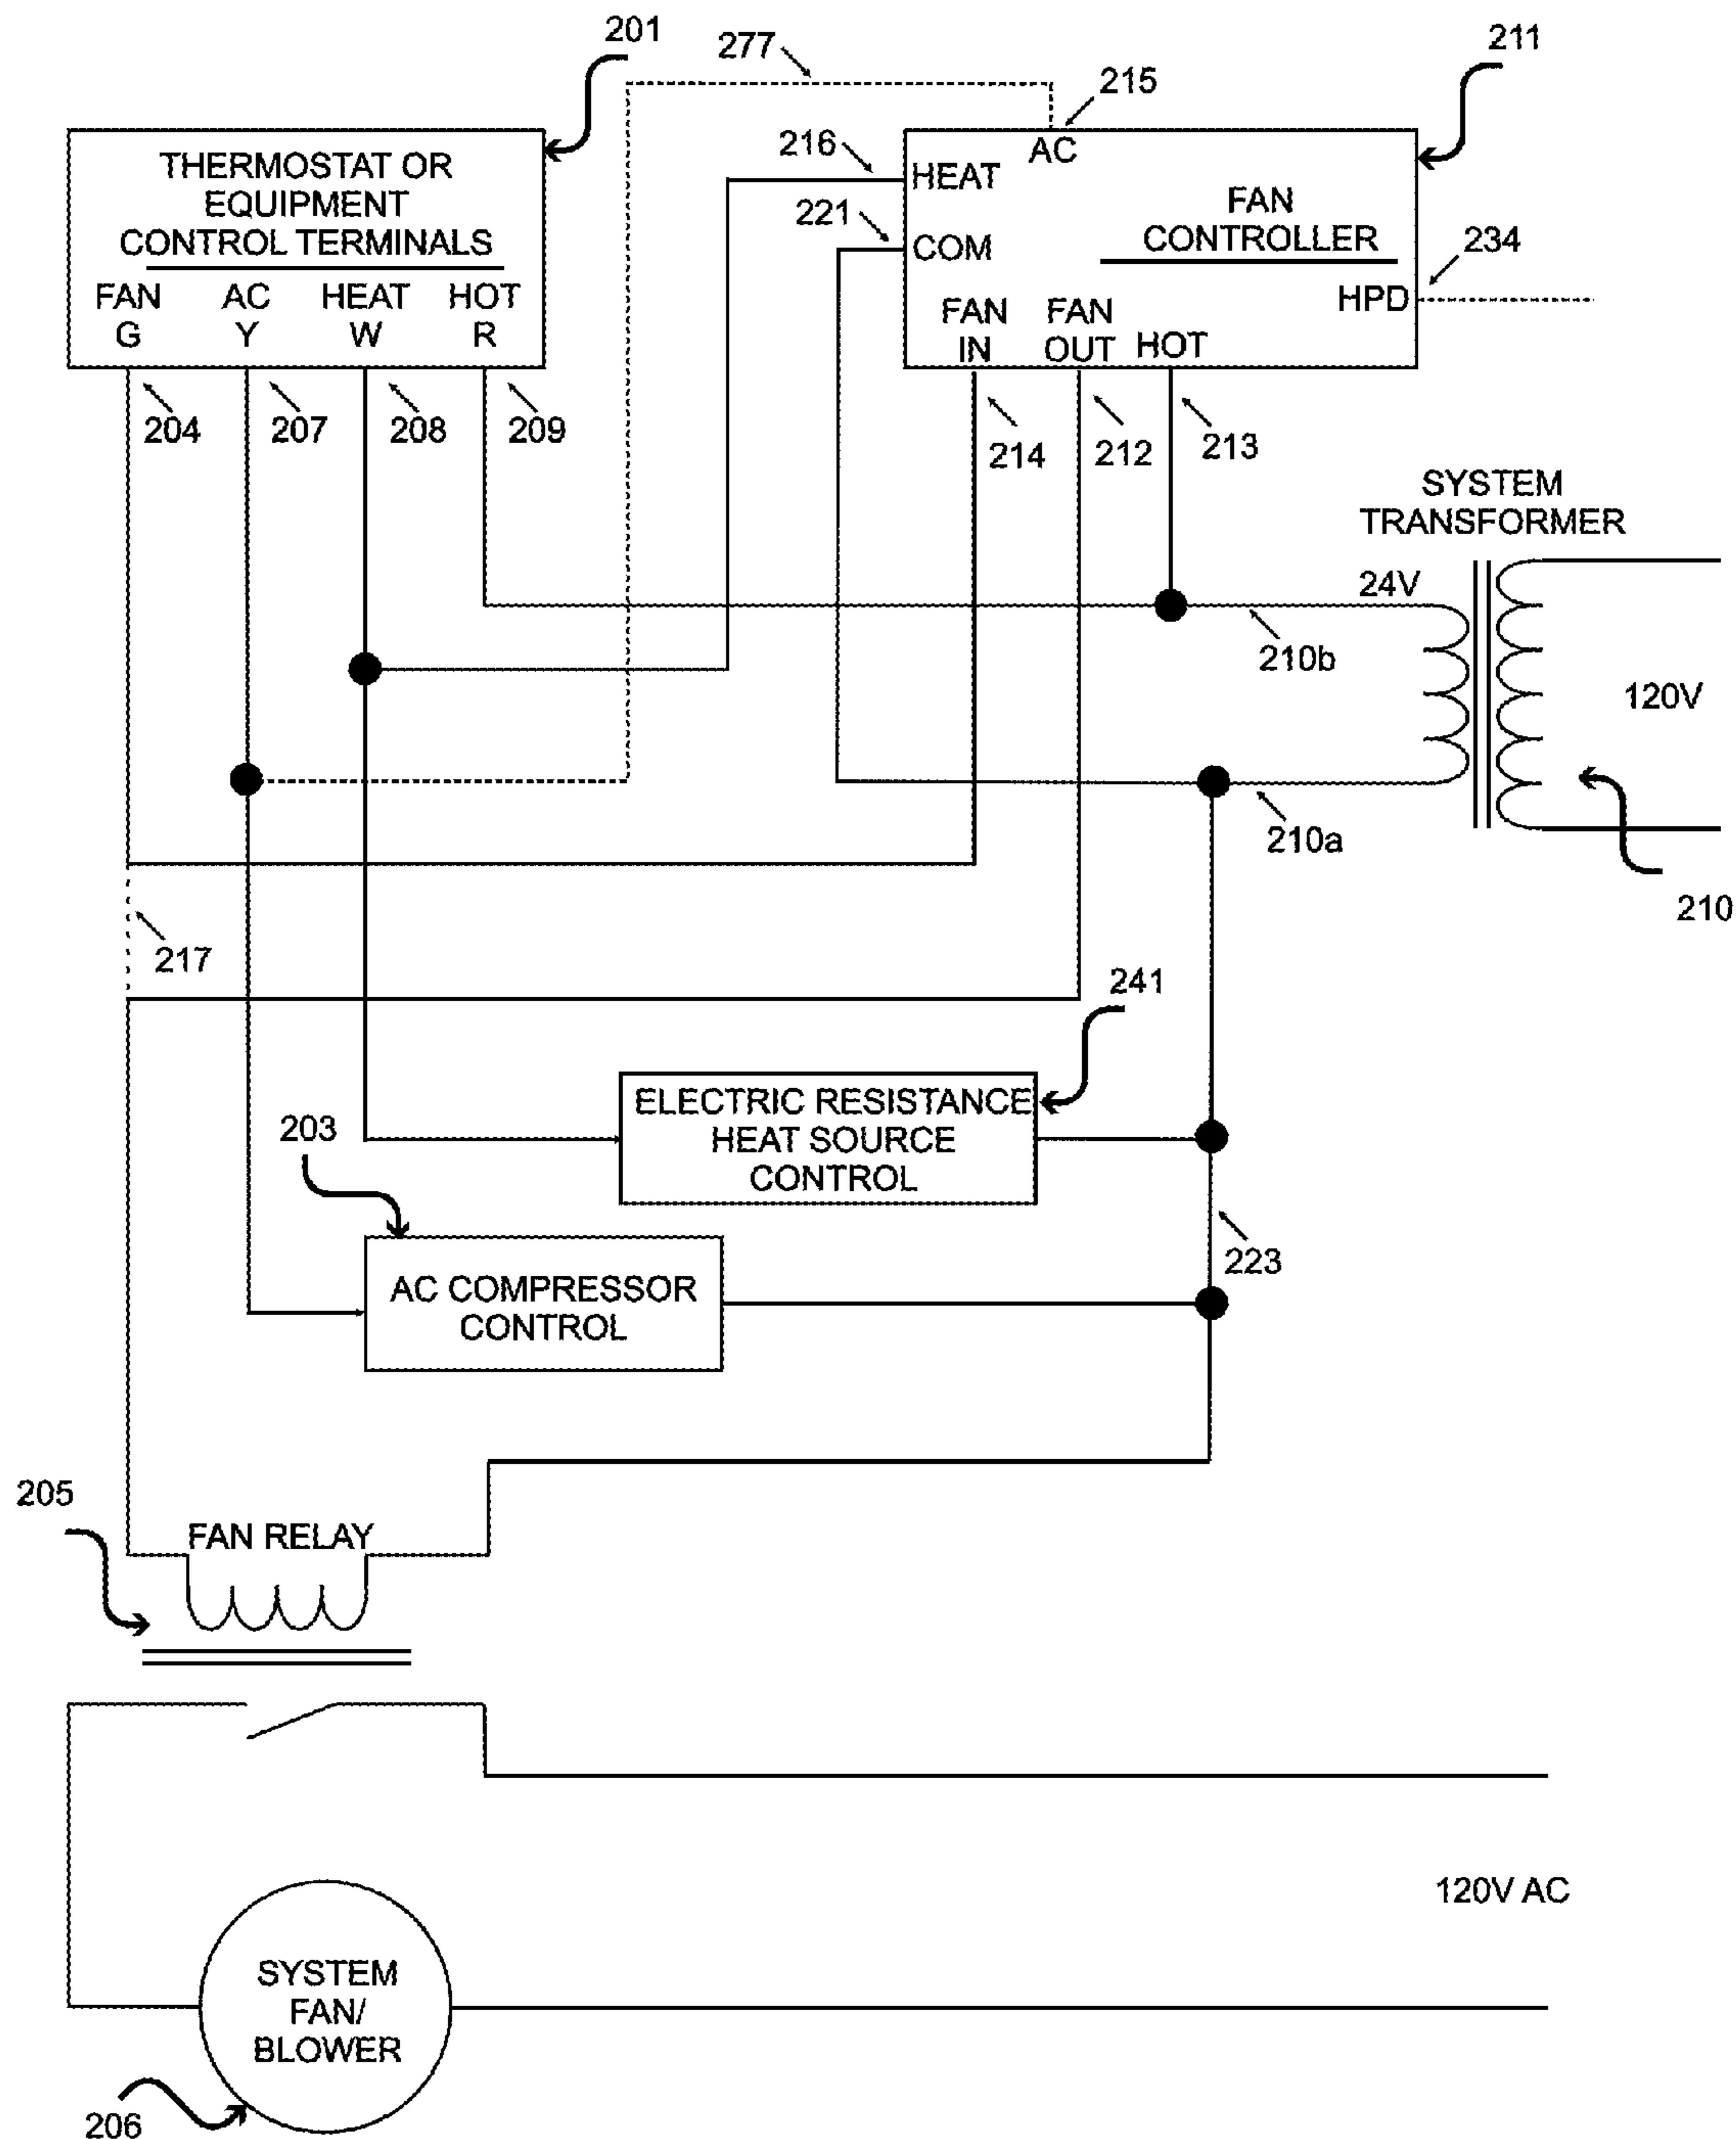 201
277
211
215
THERMOSTAT OR
EQUIPMENT
CONTROL TERMINALS
FAN AC HEAT HOT
G Y W R
216
221
AC
HEAT
COM
FAN
CONTROLLER
234
HPD
FAN
IN
FAN
OUT
HOT
204
207
208
209
214
212
213
SYSTEM
TRANSFORMER
24V
210b
120V
210a
210
217
241
ELECTRIC RESISTANCE
HEAT SOURCE
CONTROL
203
223
AC COMPRESSOR
CONTROL
205
FAN RELAY
120V AC
SYSTEM
FAN/
BLOWER
206